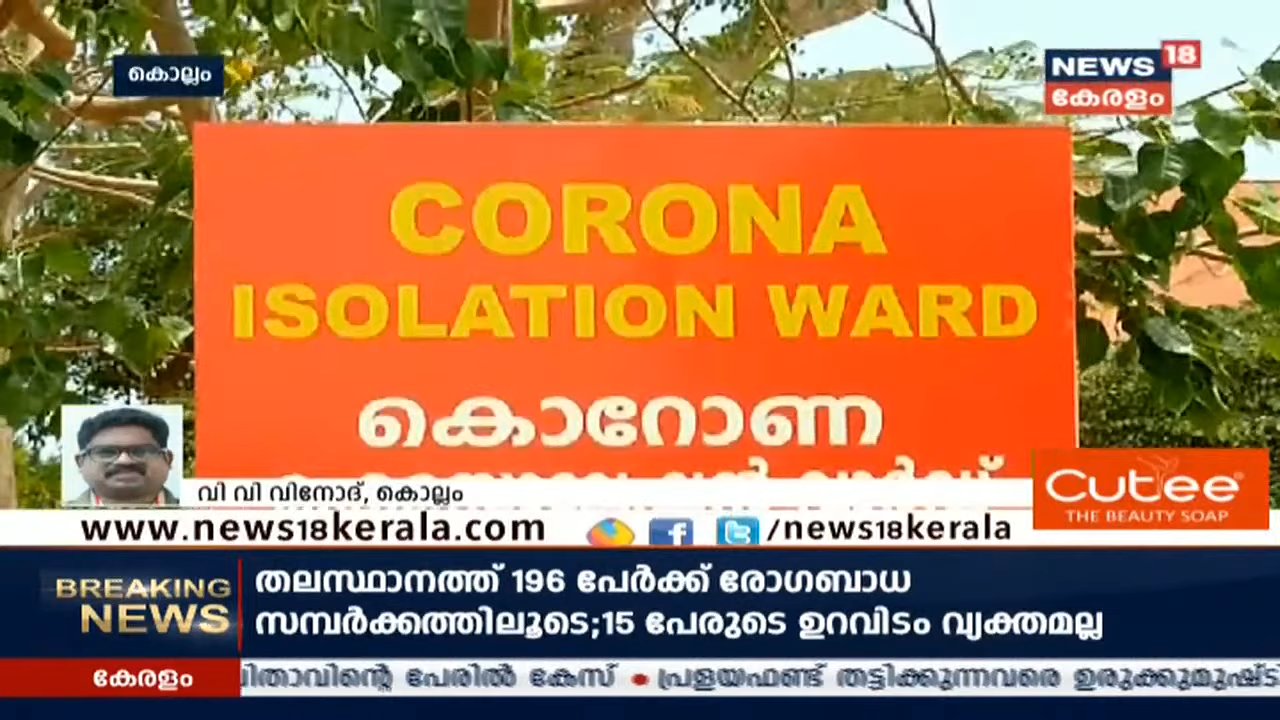 കൊല്ലം
NEWS 18
കേരളം
CORONA
ISOLATION WARD
കൊറോണ
വി വി വിനോദ്, കൊല്ലം
Cutee
THE BEAUTY SOAP
www.news18kerala.com /news18kerala
BREAKING
NEWS
തലസ്ഥാനത്ത് 196 പേർക്ക് രോഗബാധ
സമ്പർക്കത്തിലൂടെ;15 പേരുടെ ഉറവിടം വ്യക്തമല്ല
കേരളം
പേരിൽ കേസ് • പ്രളയഫണ്ട് തട്ടിക്കുന്നവരെ